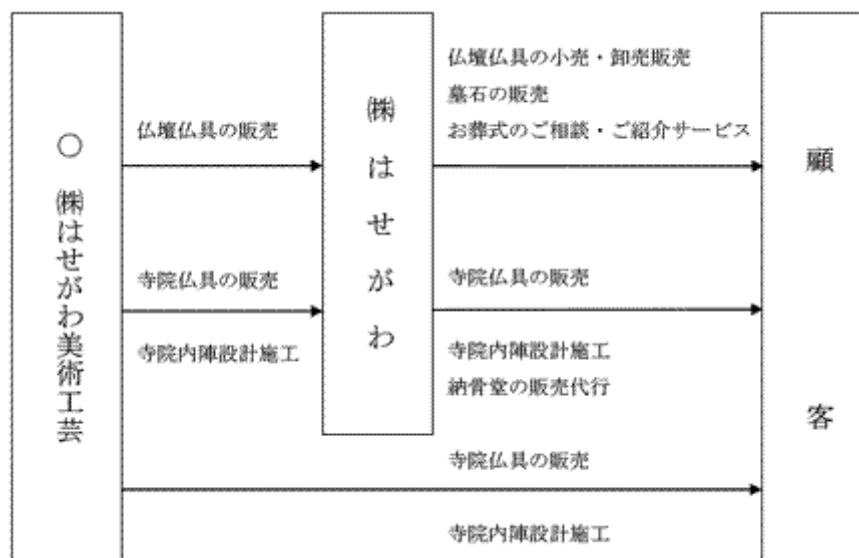 ○ ㈱はせがわ美術工芸
仏壇仏具の販売
寺院仏具の販売
寺院内陣設計施工
㈱はせがわ
仏壇仏具の小売・卸売販売
墓石の販売
お葬式のご相談・ご紹介サービス
寺院仏具の販売
寺院内陣設計施工
納骨堂の販売代行
寺院仏具の販売
寺院内陣設計施工
顧客